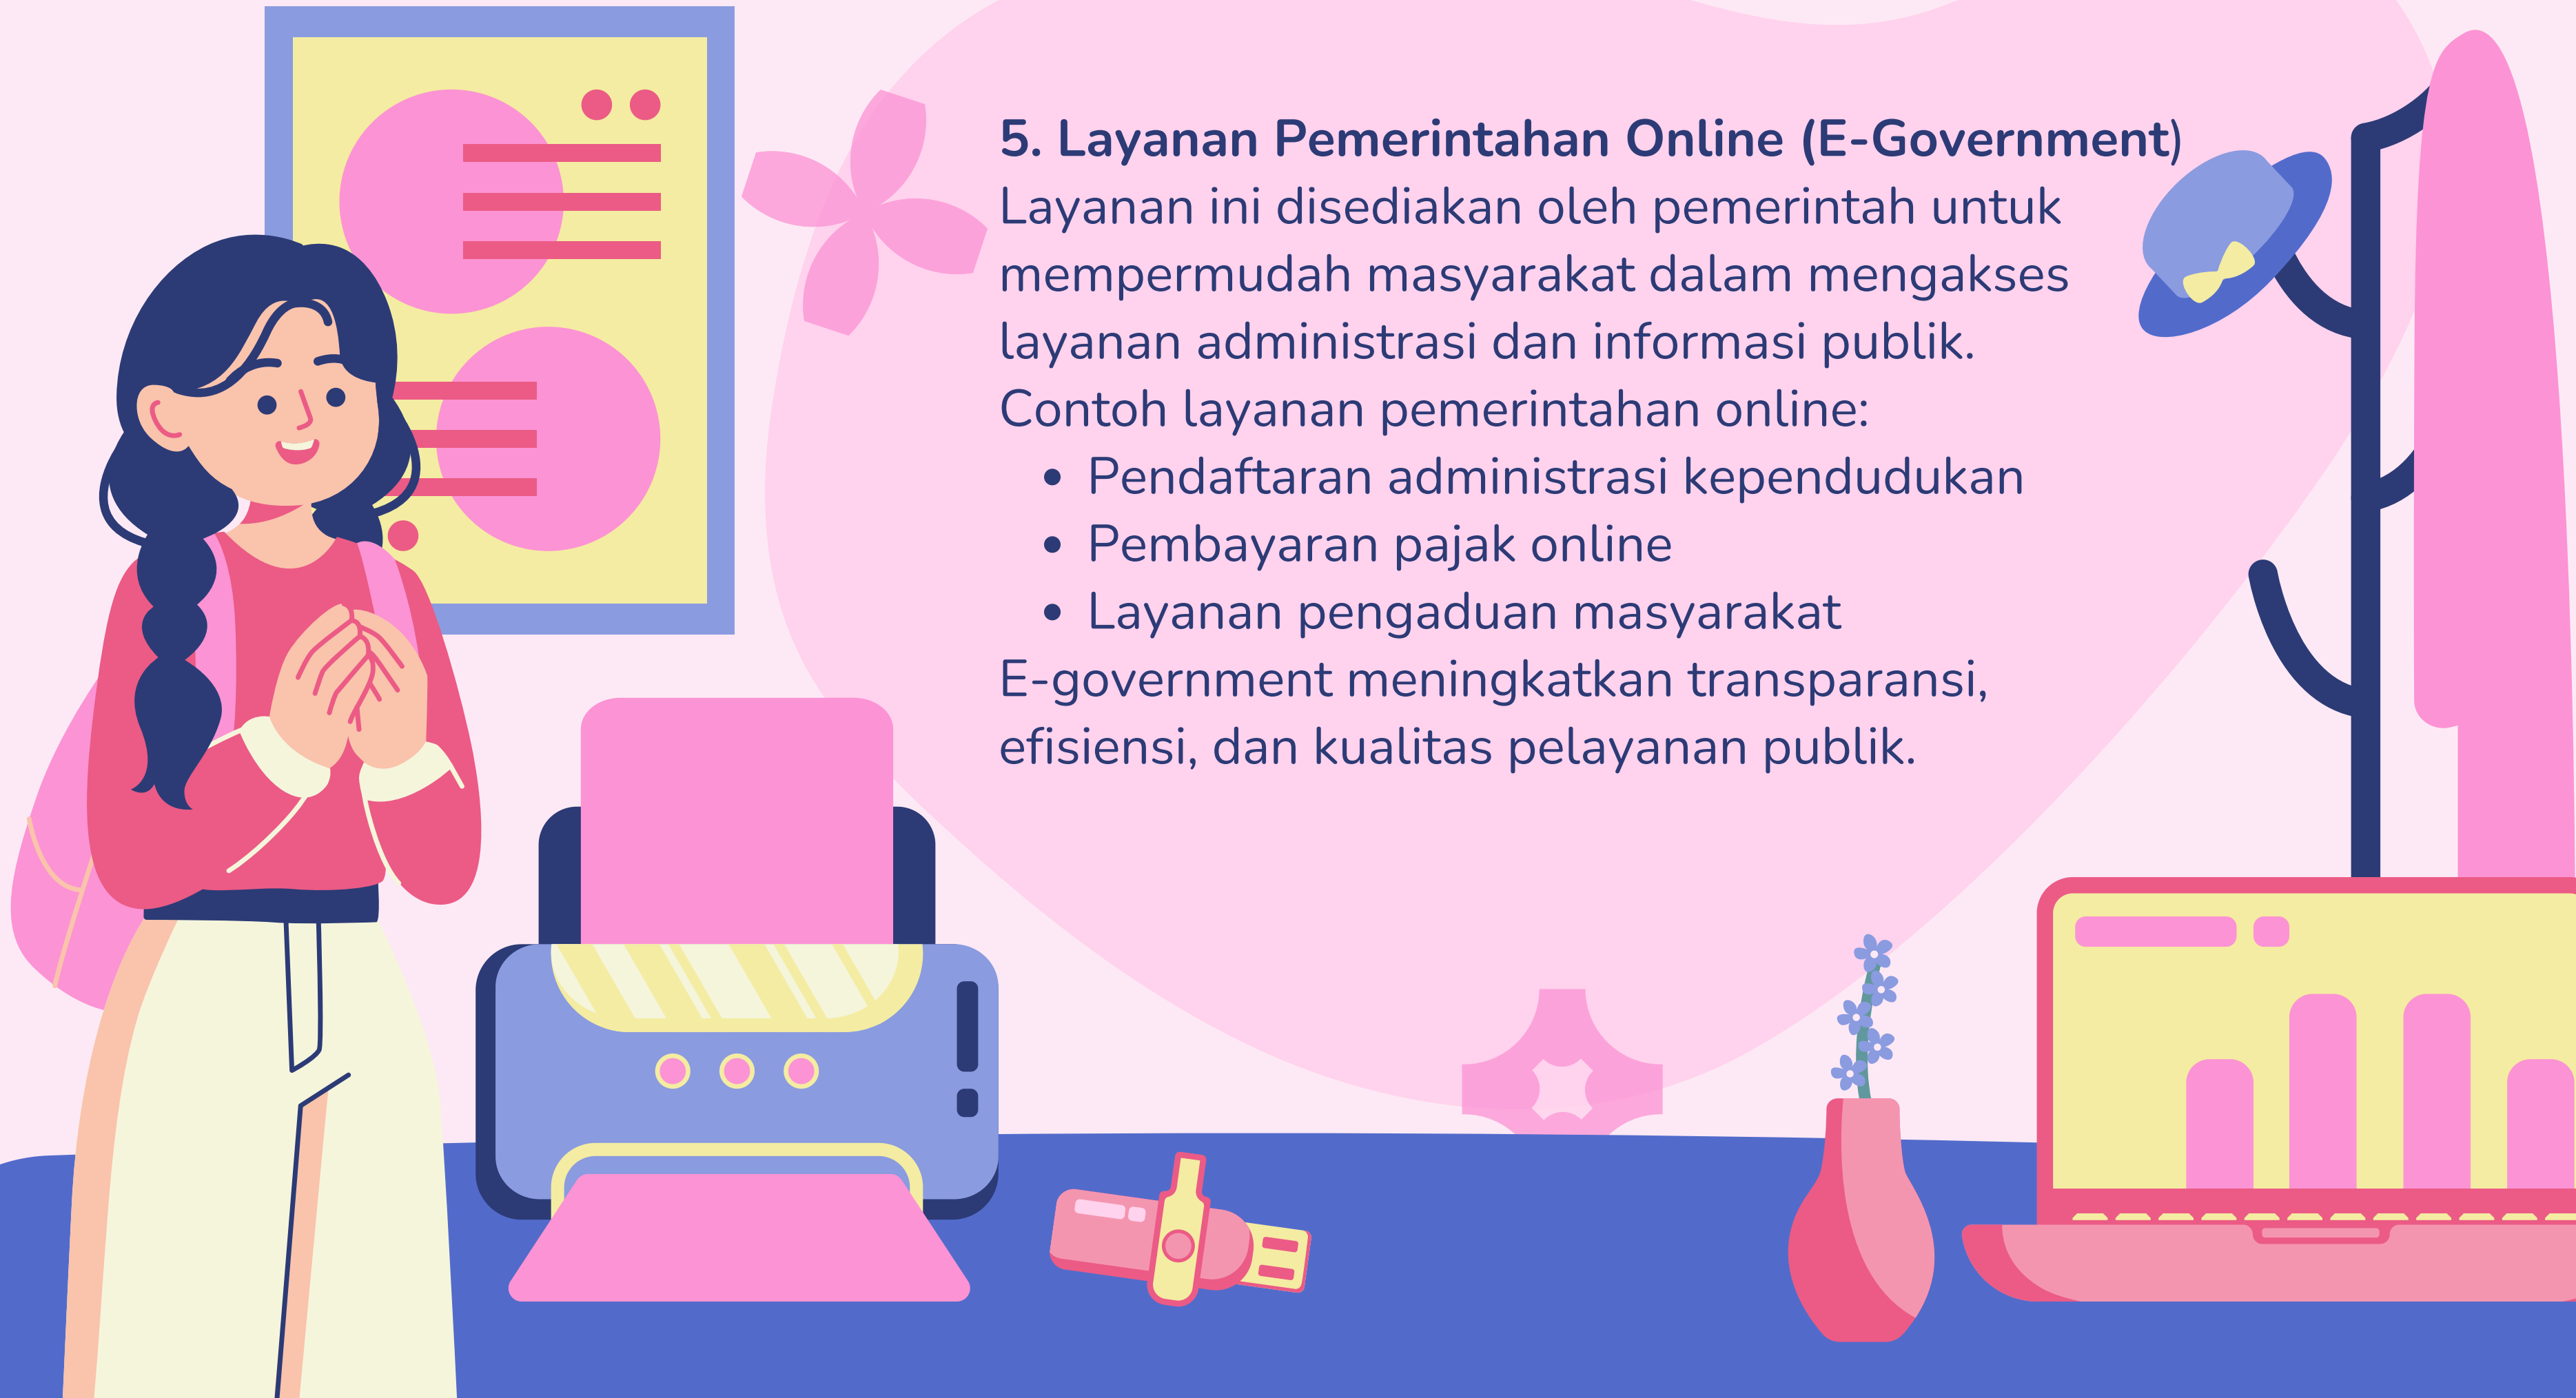 5. Layanan Pemerintahan Online (E-Government)
Layanan ini disediakan oleh pemerintah untuk
mempermudah masyarakat dalam mengakses
layanan administrasi dan informasi publik.
Contoh layanan pemerintahan online:
• Pendaftaran administrasi kependudukan
• Pembayaran pajak online
• Layanan pengaduan masyarakat
E-government meningkatkan transparansi,
efisiensi, dan kualitas pelayanan publik.